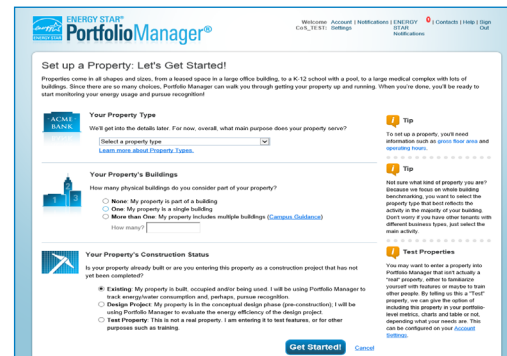 ENERGY STAR®
PortfolioManager®
Welcome Account | Notifications | ENERGY | Contacts | Help | Sign
CoS_TEST: Settings STAR Out
Notifications
Set up a Property: Let's Get Started!
Properties come in all shapes and sizes, from a leased space in a large office building, to a K-12 school with a pool, to a large medical complex with lots of
buildings. Since there are so many choices, Portfolio Manager can walk you through getting your property up and running. When you're done, you'll be ready to
start monitoring your energy usage and pursue recognition!
ACME
BANK
Your Property Type
We'll get into the details later. For now, overall, what main purpose does your property serve?
Select a property type
Learn more about Property Types.
1 2 3
Your Property's Buildings
How many physical buildings do you consider part of your property?
None: My property is part of a building
One: My property is a single building
More than One: My property includes multiple buildings (Campus Guidance)
How many?
Your Property's Construction Status
Is your property already built or are you entering this property as a construction project that has not
yet been completed?
Existing: My property is built, occupied and/or being used. I will be using Portfolio Manager to
track energy/water consumption and, perhaps, pursue recognition.
Design Project: My property is in the conceptual design phase (pre-construction); I will be
using Portfolio Manager to evaluate the energy efficiency of the design project.
Test Property: This is not a real property. I am entering it to test features, or for other
purposes such as training.
Get Started! Cancel
Tip
To set up a property, you'll need
information such as gross floor area and
operating hours.
Tip
Not sure what kind of property you are?
Because we focus on whole building
benchmarking, you want to select the
property type that best reflects the
activity in the majority of your building.
Don't worry if you have other tenants with
different business types, just select the
main activity.
Test Properties
You may want to enter a property into
Portfolio Manager that isn't actually a
"real" property, either to familiarize
yourself with features or maybe to train
other people. By telling us this a "Test"
property, we can give the option of
including this property in your portfolio-
level metrics, charts and table or not,
depending what your needs are. This
can be configured on your Account
Settings.